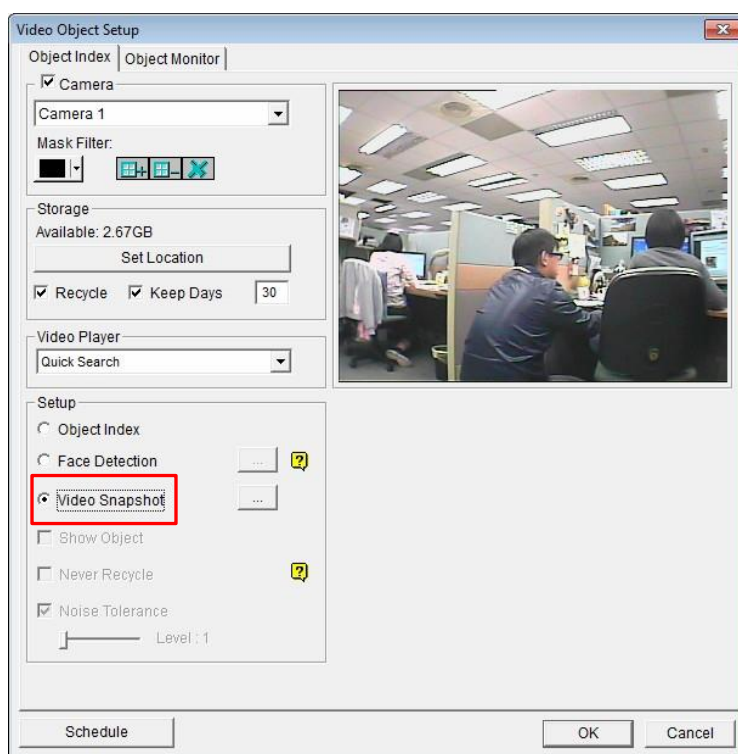 Video Object Setup
Object Index
Object Monitor
Camera
Camera 1
Mask Filter:
Storage
Available: 2.67GB
Set Location
Recycle
Keep Days
30
Video Player
Quick Search
Setup
Object Index
Face Detection
...
?
Video Snapshot
...
Show Object
Never Recycle
?
Noise Tolerance
Level : 1
Schedule
OK
Cancel